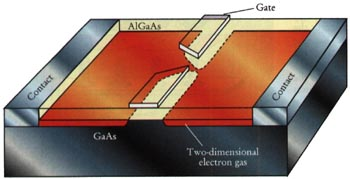 Gate
AlGaAs
Contact
Contact
GaAs
Two-dimensional
electron gas